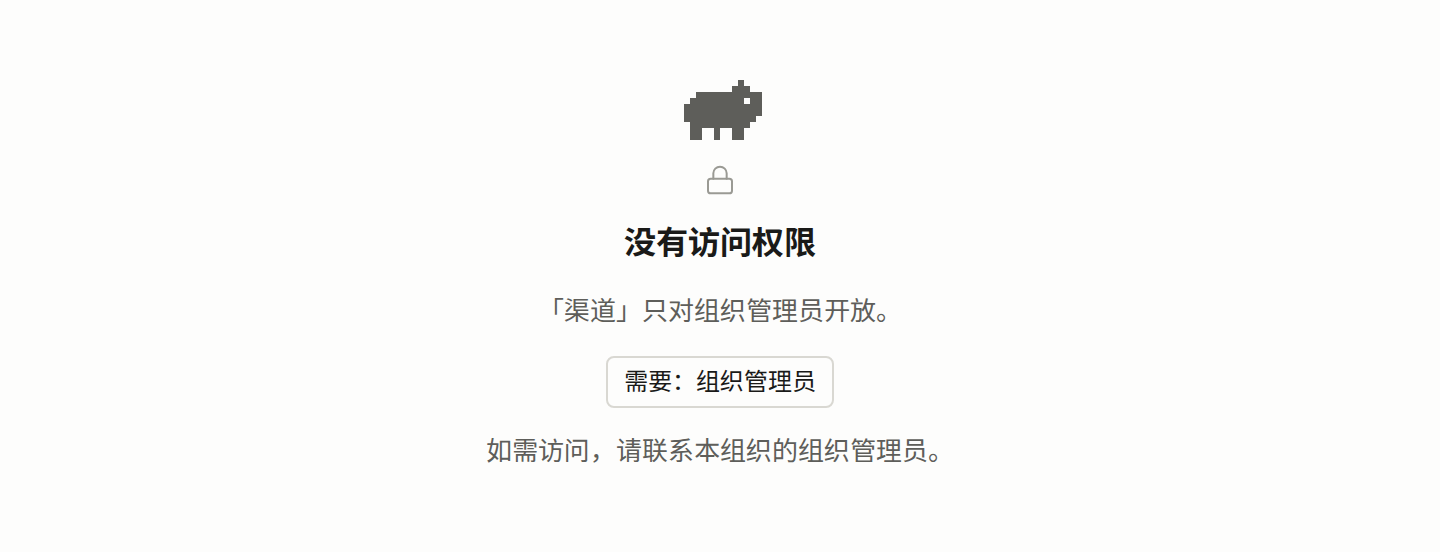 没有访问权限
「渠道」只对组织管理员开放。
需要：组织管理员
如需访问，请联系本组织的组织管理员。